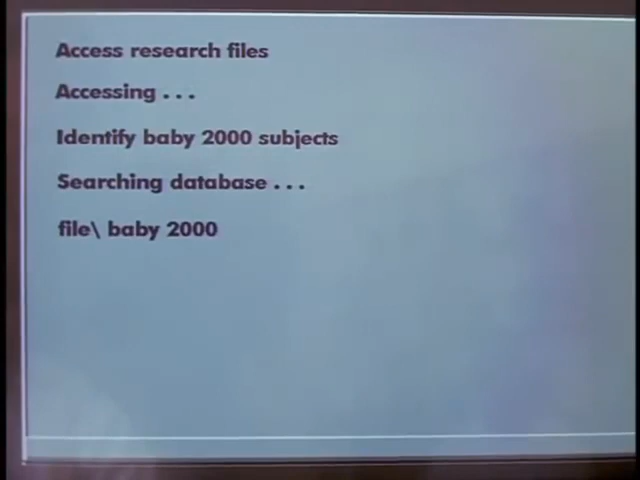 Access research files
Accessing . . .
Identify baby 2000 subjects
Searching database . . .
file\ baby 2000